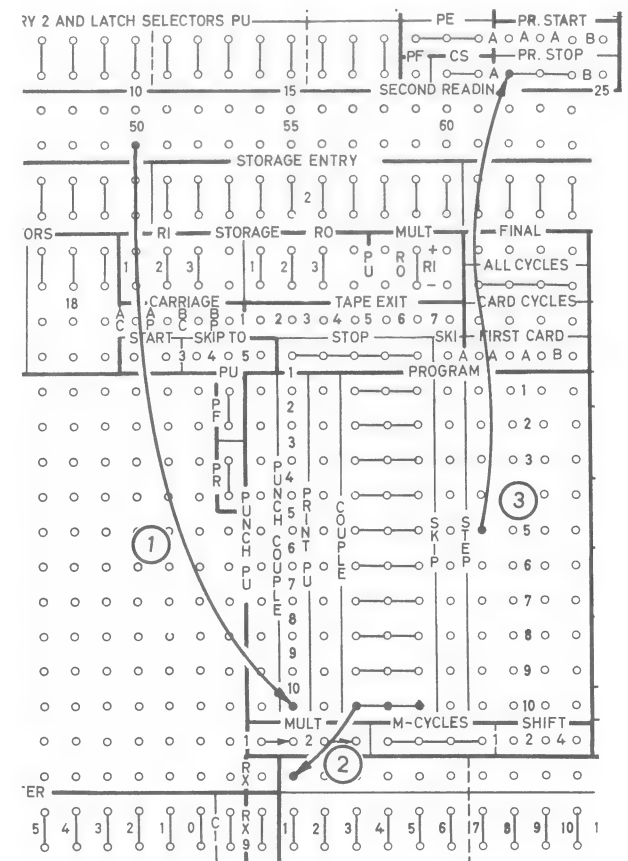 RY 2 AND LATCH SELECTORS PU PE PR. START
A A A A B
PF CS PR. STOP
A B
10 15 SECOND READIN 25
50 55 60
STORAGE ENTRY
2
ORS RI STORAGE RO MULT FINAL
1 2 3 1 2 3 PU RO + RI - ALL CYCLES
18 CARRIAGE TAPE EXIT CARD CYCLES
AC AP BC BP 1 2 3 4 5 6 7
START SKIP TO STOP SKI FIRST CARD
3 4 5 A A A A B
PU 1 PROGRAM
PF 2 1
3 2
PR 4 3
PUNCH PU PUNCH COUPLE PRINT PU COUPLE SKIP STEP
5 3
1 6 5
7 6
8 7
9 8
10 9
10
MULT M-CYCLES SHIFT
1 2 1 2 4
2
RX
TER
5 4 3 2 1 0 C RX9 1 2 3 4 5 6 7 8 9 10 1